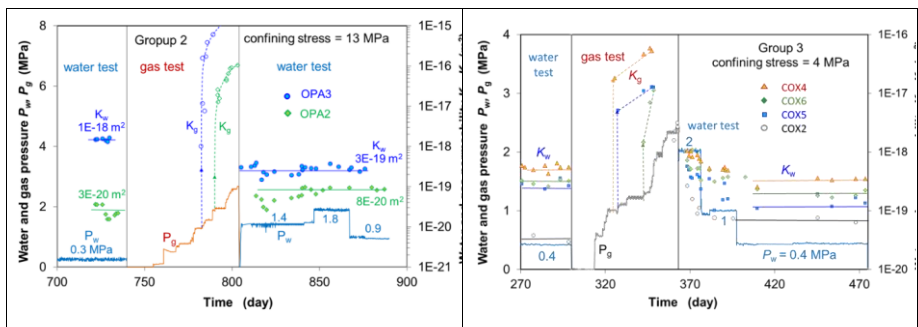 Water and gas pressure Pw, Pg (MPa)
8
6
4
2
0
Gropup 2
confining stress = 13 MPa
water test
gas test
water test
OPA3
OPA2
Kw
1E-18 m²
3E-20 m²
Kg
Kg
Kw
3E-19 m²
8E-20 m²
Pw
0.3 MPa
Pg
1.4
Pw
1.8
0.9
1E-15
1E-16
1E-17
1E-18
1E-19
1E-20
1E-21
700
750
800
850
900
Time (day)
Water and gas pressure Pw, Pg (MPa)
4
3
2
1
0
water
test
gas test
Group 3
confining stress = 4 MPa
COX4
COX6
COX5
COX2
Kg
water test
2
Kw
Kw
0.4
Pg
1
Pw = 0.4 MPa
1E-16
1E-17
1E-18
1E-19
1E-20
270
320
370
420
470
Time (day)